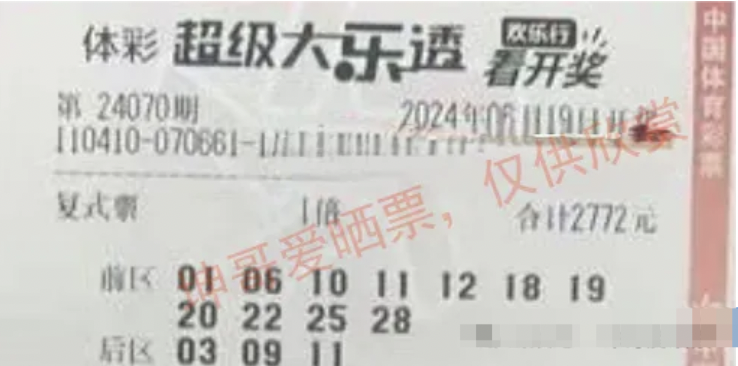 体彩 超级大乐透 欢乐行 看开奖
第 24070期 2024年06月19日开奖
110410-070661-1
复式票 1倍 合计2772元
前区 01 06 10 11 12 18 19
20 22 25 28
后区 03 09 11
坤哥爱晒票，仅供欣赏
中国体育彩票